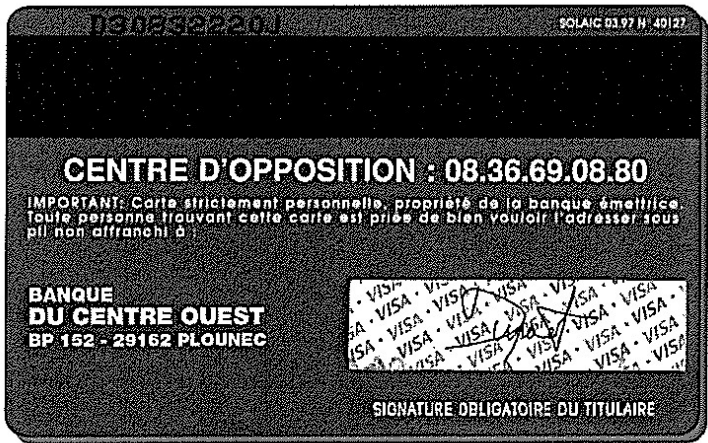 D30832220J
SOLAIC 03.97 N° 40127
CENTRE D'OPPOSITION : 08.36.69.08.80
IMPORTANT: Carte strictement personnelle, propriété de la banque émettrice
Toute personne trouvant cette carte est priée de bien vouloir l'adresser sous
pli non affranchi à :
BANQUE
DU CENTRE OUEST
BP 152 - 29162 PLOUNEC
VISA
SIGNATURE OBLIGATOIRE DU TITULAIRE